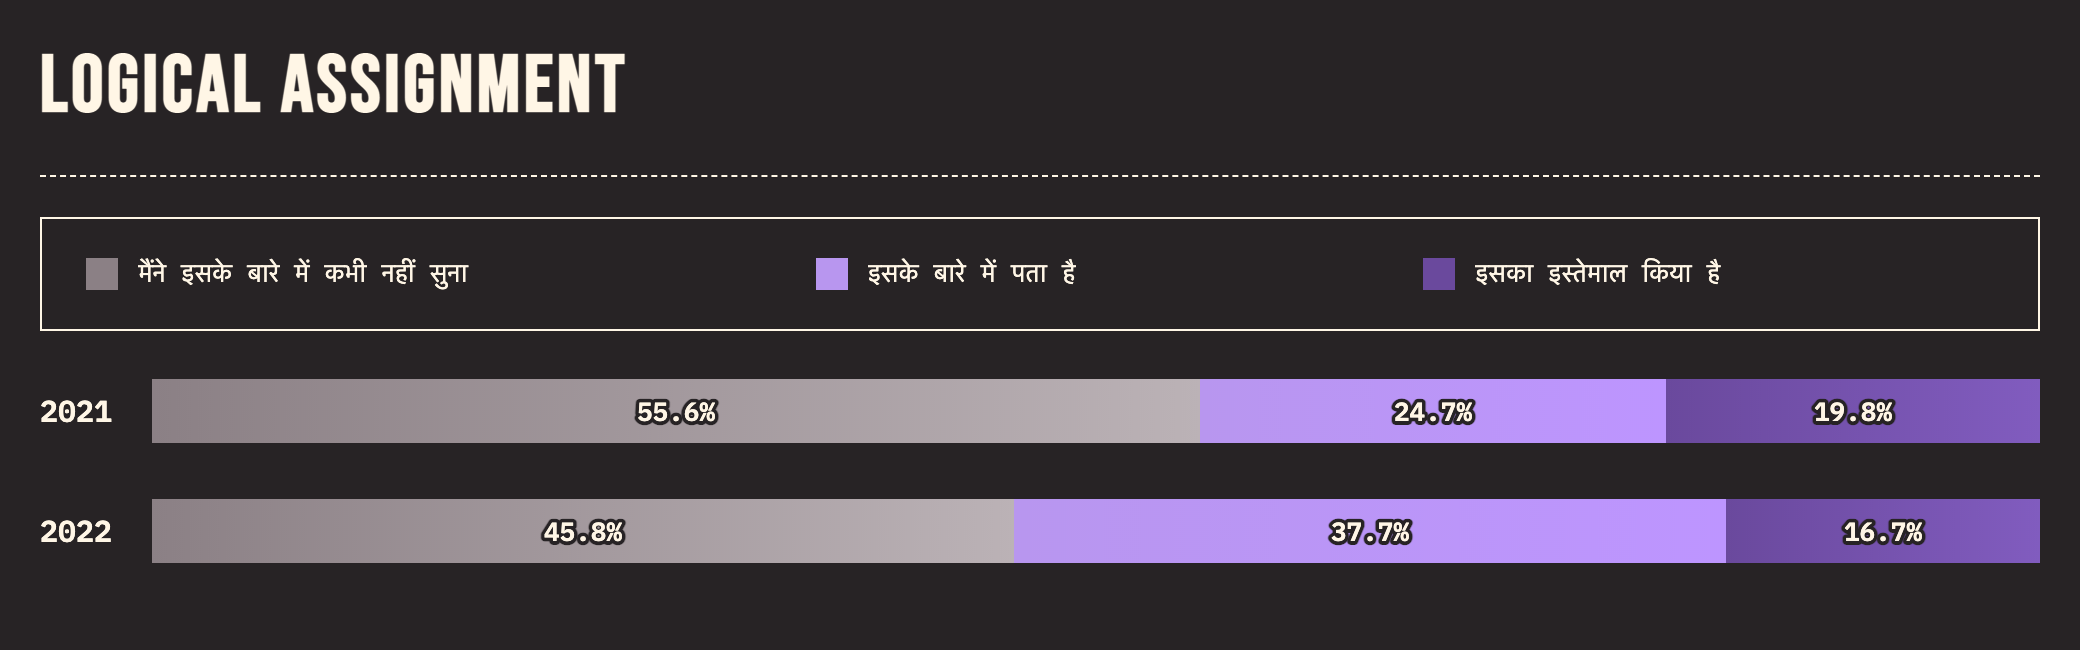 LOGICAL ASSIGNMENT
मैंने इसके बारे में कभी नहीं सुना
इसके बारे में पता है
इसका इस्तेमाल किया है
2021 55.6% 24.7% 19.8%
2022 45.8% 37.7% 16.7%